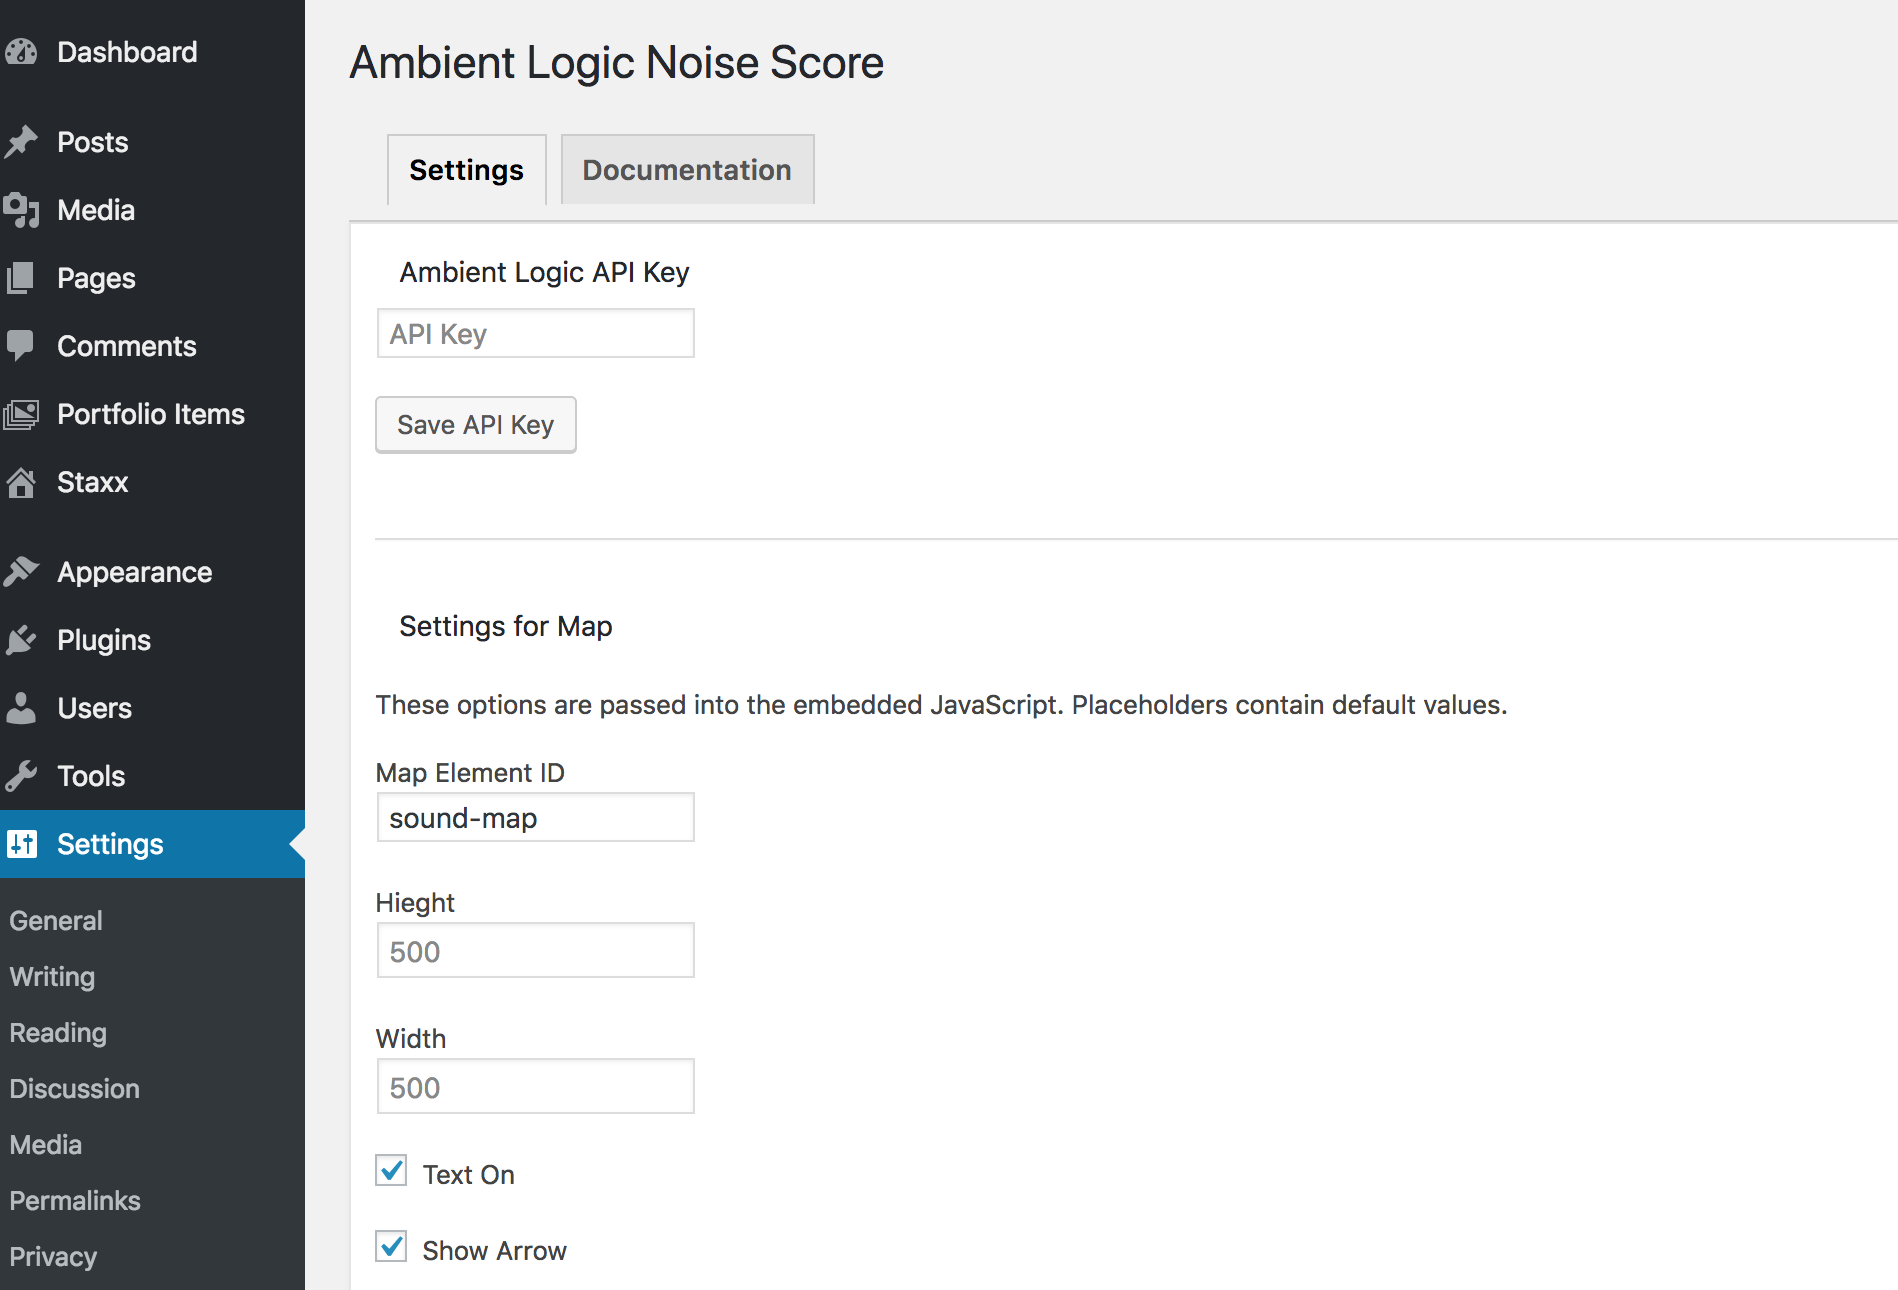 Dashboard
Posts
Media
Pages
Comments
Portfolio Items
Staxx
Appearance
Plugins
Users
Tools
Settings
General
Writing
Reading
Discussion
Media
Permalinks
Privacy
Ambient Logic Noise Score
Settings
Documentation
Ambient Logic API Key
API Key
Save API Key
Settings for Map
These options are passed into the embedded JavaScript. Placeholders contain default values.
Map Element ID
sound-map
Hieght
500
Width
500
Text On
Show Arrow